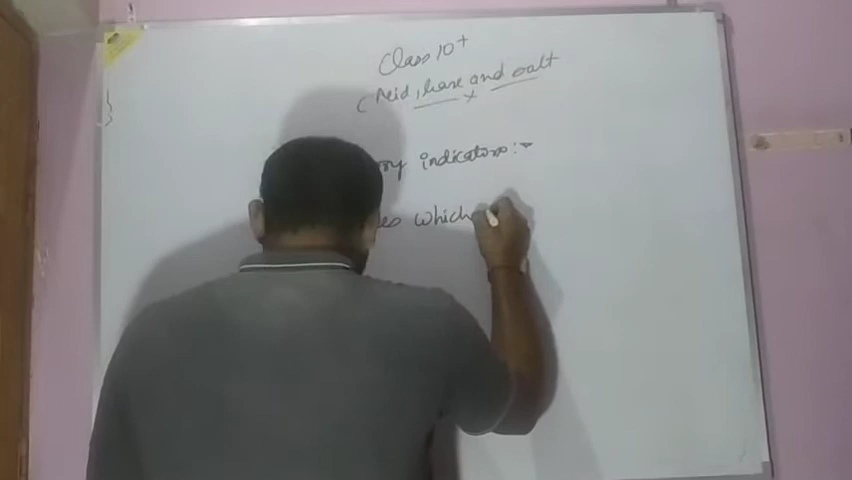 Class 10+
(Acid, base and salt
indicators :-
which